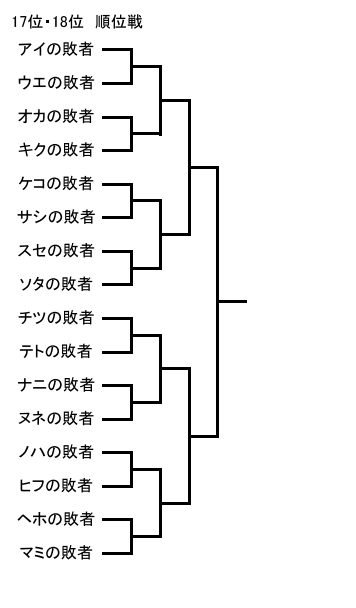 17位・18位 順位戦
アイの敗者
ウエの敗者
オカの敗者
キクの敗者
ケコの敗者
サシの敗者
スセの敗者
ソタの敗者
チツの敗者
テトの敗者
ナニの敗者
ヌネの敗者
ノハの敗者
ヒフの敗者
ヘホの敗者
マミの敗者